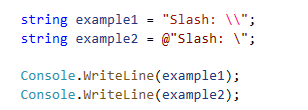 string example1 = "Slash: \\";
string example2 = @"Slash: \";
Console.WriteLine(example1);
Console.WriteLine(example2);